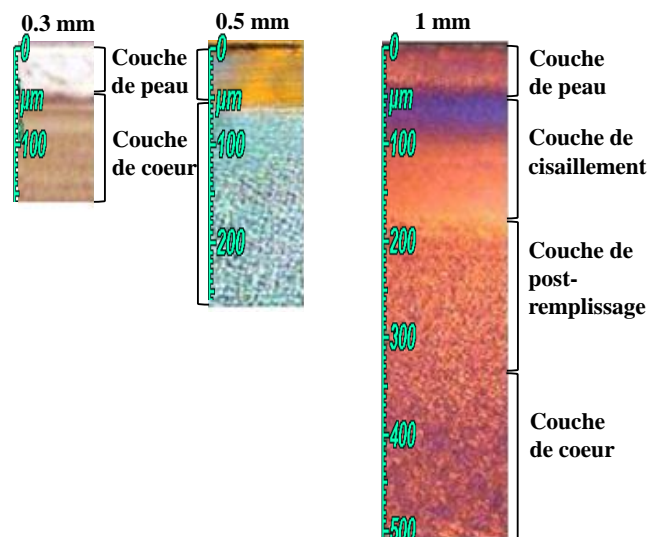 0.3 mm
0
µm
100
Couche
de peau
Couche
de coeur
0.5 mm
0
µm
100
200
1 mm
0
µm
100
200
300
400
500
Couche
de peau
Couche de
cisaillement
Couche de
post-
remplissage
Couche
de coeur